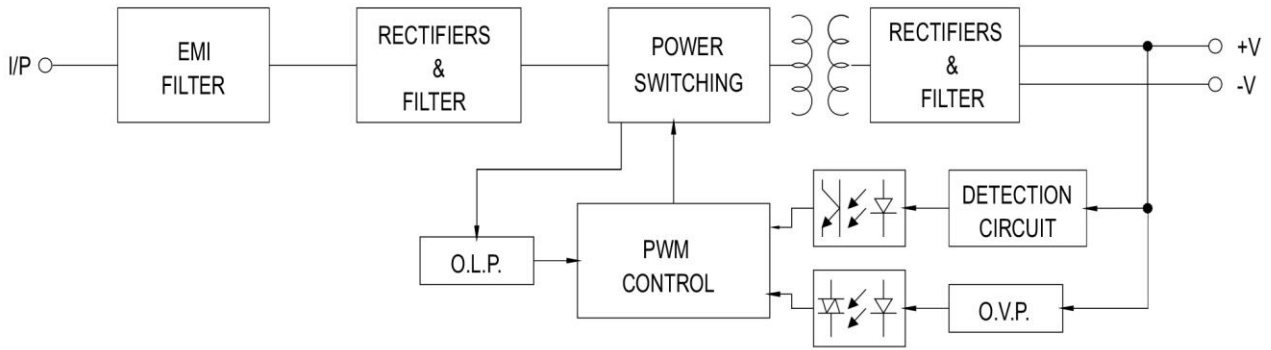 I/P
EMI
FILTER
RECTIFIERS
&
FILTER
POWER
SWITCHING
RECTIFIERS
&
FILTER
+V
-V
O.L.P.
PWM
CONTROL
DETECTION
CIRCUIT
O.V.P.